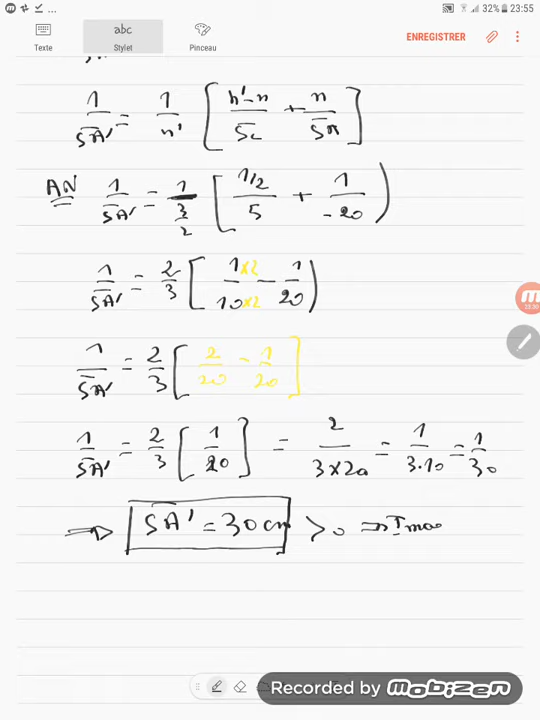 32% 23:55
Texte abc Stylet Pinceau ENREGISTRER
1/SA' = 1/n' [ n'-n/SC + n/SA ]
AN 1/SA' = 1/(3/2) [ 1/2/5 + 1/-20 )
1/SA' = 2/3 [ 1×2/10×2 - 1/20 )
1/SA' = 2/3 [ 2/20 - 1/20 ]
1/SA' = 2/3 [ 1/20 ] = 2/3×20 = 1/3.10 = 1/30
⇒ SA' = 30 cm > 0 ⇒
Recorded by mobizen